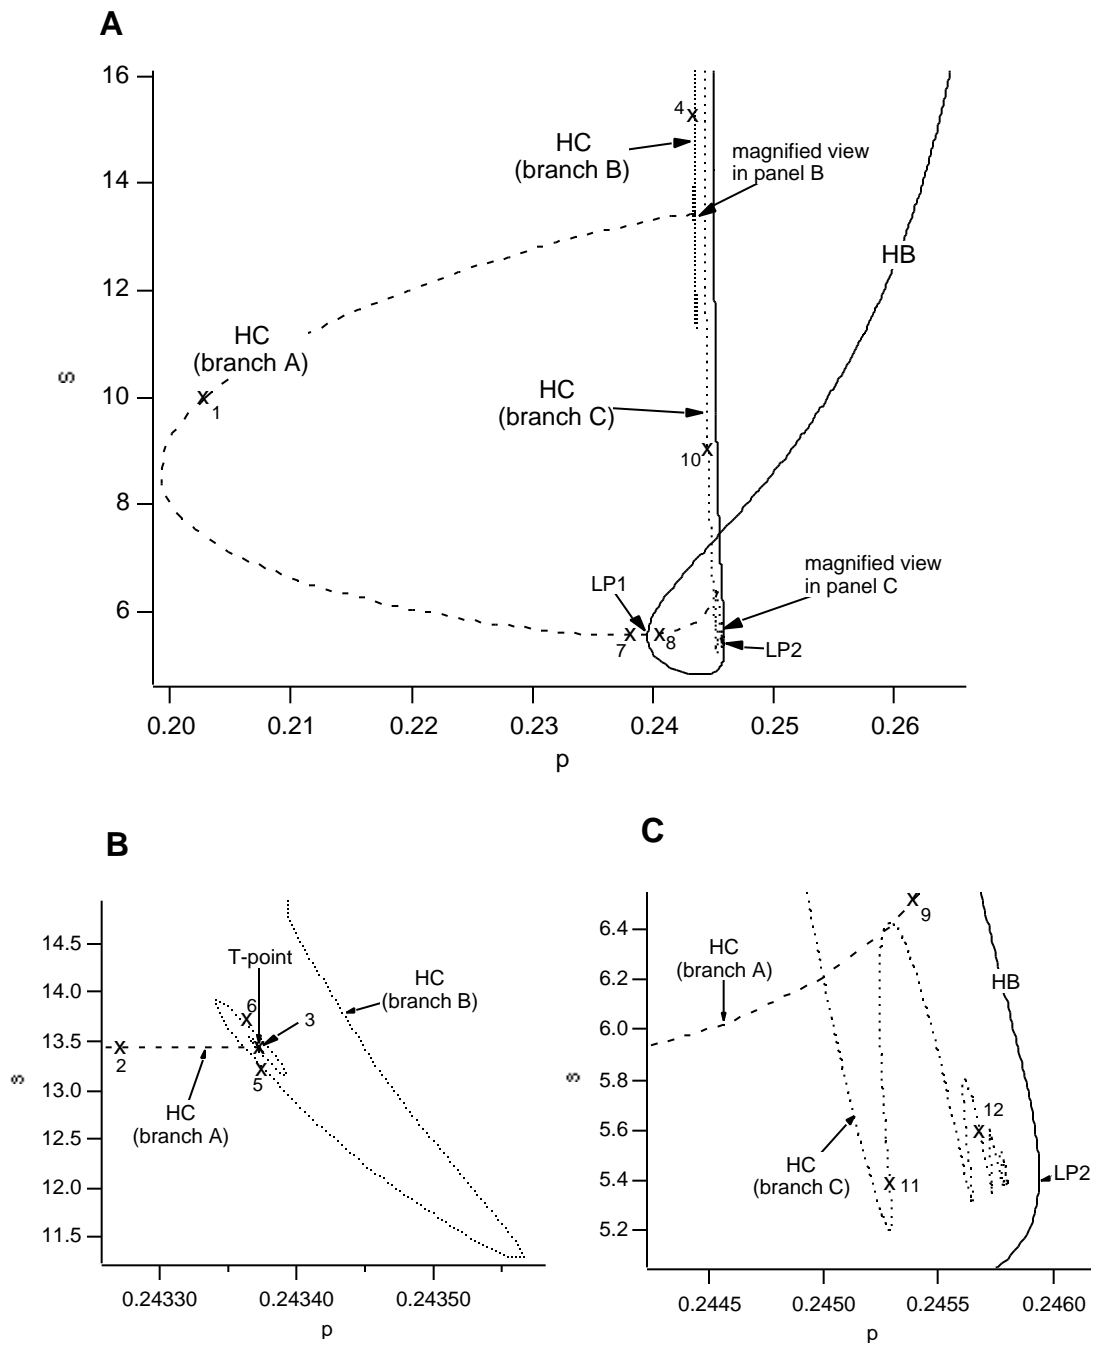 A
16
14
12
10
8
6
s
4
HC
(branch B)
magnified view
in panel B
HB
HC
(branch A)
x
1
HC
(branch C)
x
10
magnified view
in panel C
LP1
x
7
x
8
LP2
0.20
0.21
0.22
0.23
0.24
0.25
0.26
p
B
14.5
14.0
13.5
13.0
12.5
12.0
11.5
s
T-point
HC
(branch B)
6
x
3
x
x
2
x
5
HC
(branch A)
0.24330
0.24340
0.24350
p
C
6.4
6.2
6.0
5.8
5.6
5.4
5.2
s
x
9
HC
(branch A)
HB
12
x
HC
(branch C)
x 11
LP2
0.2445
0.2450
0.2455
0.2460
p